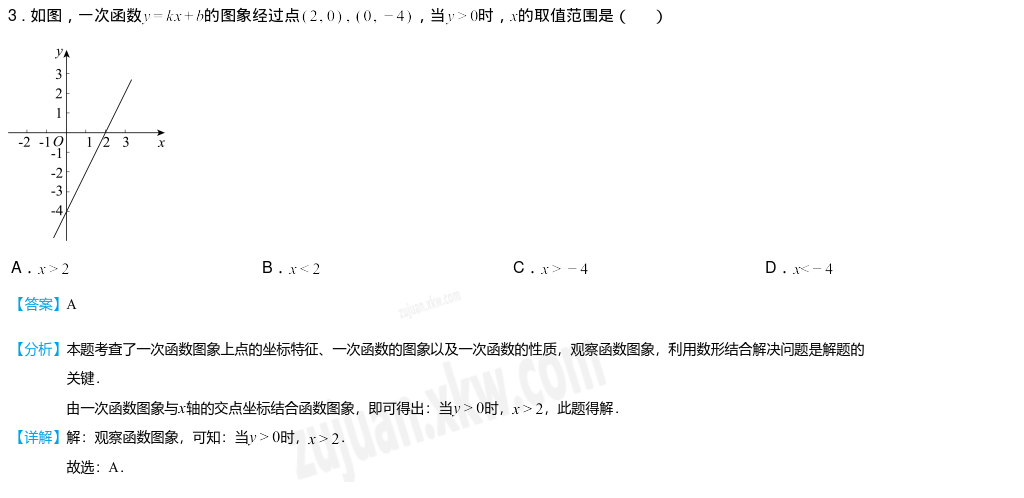 3．如图，一次函数y=kx+b的图象经过点(2,0),(0,-4)，当y>0时，x的取值范围是（ ）
y
3
2
1
-2 -1 O 1 2 3 x
-1
-2
-3
-4
A．x>2 B．x<2 C．x>-4 D．x<-4
【答案】A
【分析】本题考查了一次函数图象上点的坐标特征、一次函数的图象以及一次函数的性质，观察函数图象，利用数形结合解决问题是解题的
关键．
由一次函数图象与x轴的交点坐标结合函数图象，即可得出：当y>0时，x>2，此题得解．
【详解】解：观察函数图象，可知：当y>0时，x>2．
故选：A．
zujuan.xkw.com
zujuan.xkw.com